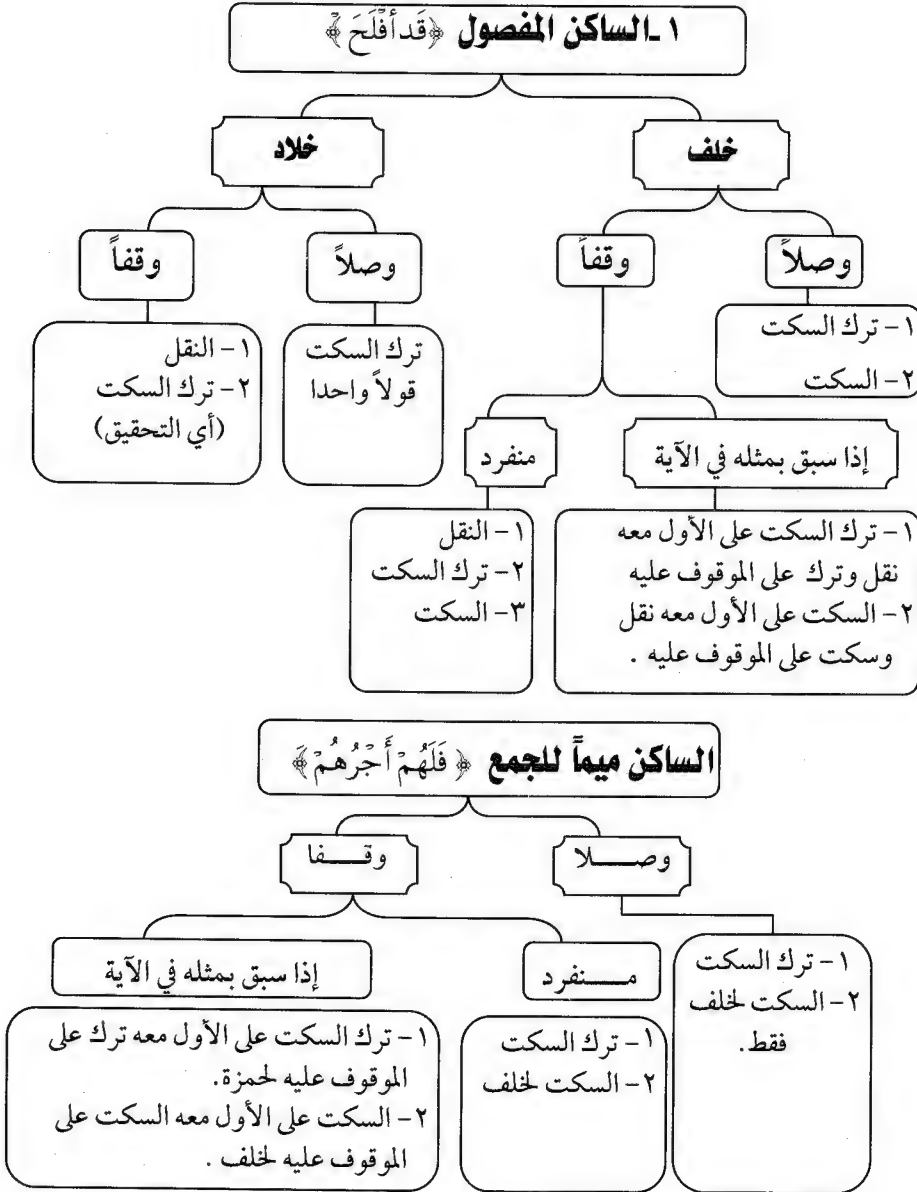 ١ـ الساكن المفصول ﴿قَدْ أَفْلَحَ﴾
خلف
خلاد
وصلاً
وقفاً
وصلاً
وقفاً
١- ترك السكت
٢- السكت
ترك السكت
قولاً واحدا
١- النقل
٢- ترك السكت
(أي التحقيق)
إذا سبق بمثله في الآية
منفرد
١- ترك السكت على الأول معه
نقل وترك على الموقوف عليه
٢- السكت على الأول معه نقل
وسكت على الموقوف عليه .
١- النقل
٢- ترك السكت
٣- السكت
الساكن ميماً للجمع ﴿فَلَهُمْ أَجْرُهُمْ﴾
وصـــلا
وقـــفا
١- ترك السكت
٢- السكت لخلف
فقط.
مـــنفرد
إذا سبق بمثله في الآية
١- ترك السكت
٢- السكت لخلف
١- ترك السكت على الأول معه ترك على
الموقوف عليه لحمزة.
٢- السكت على الأول معه السكت على
الموقوف عليه لخلف .